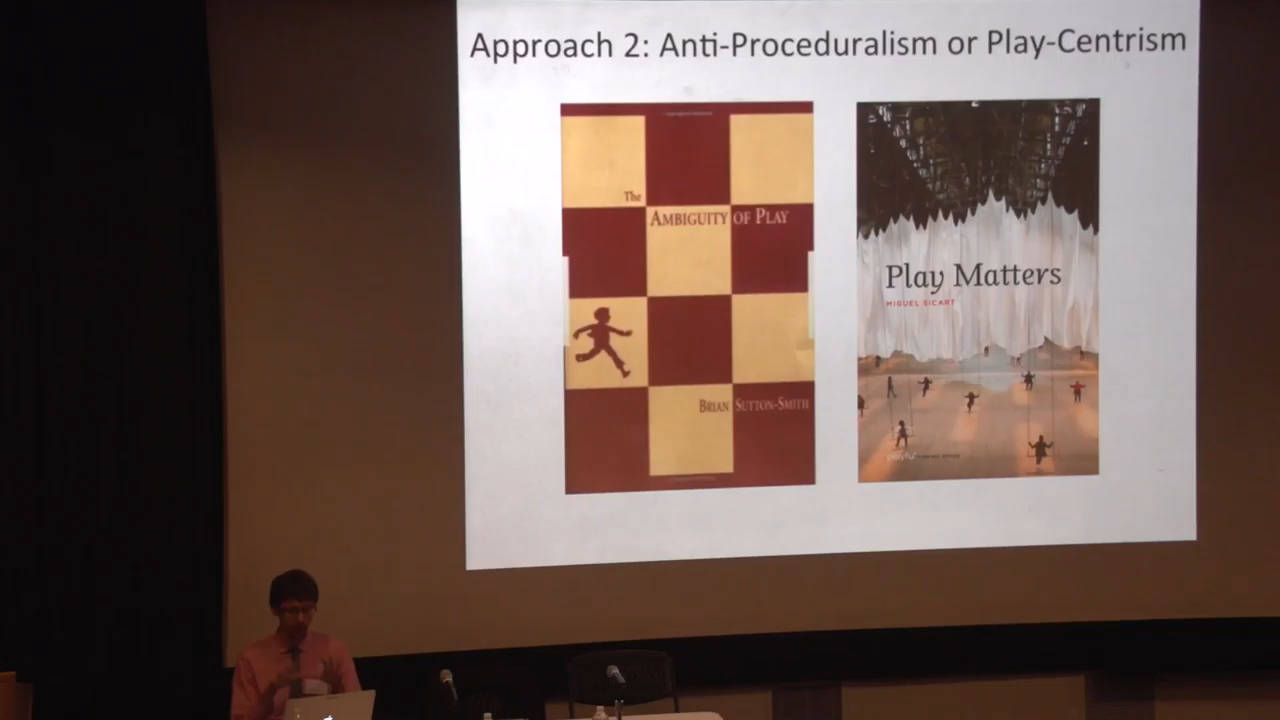 Approach 2: Anti-Proceduralism or Play-Centrism
The
AMBIGUITY OF PLAY
BRIAN SUTTON-SMITH
Play Matters
MIGUEL SICART